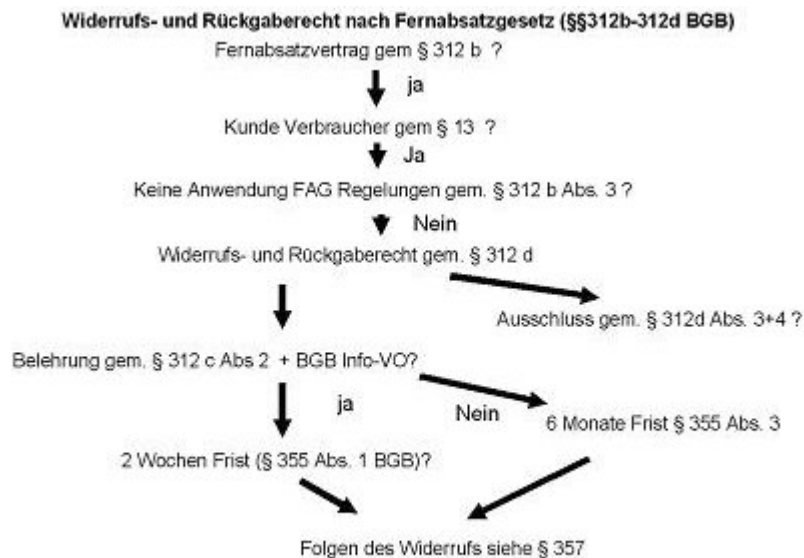 Widerrufs- und Rückgaberecht nach Fernabsatzgesetz (§§312b-312d BGB)
Fernabsatzvertrag gem § 312 b ?
ja
Kunde Verbraucher gem § 13 ?
Ja
Keine Anwendung FAG Regelungen gem. § 312 b Abs. 3 ?
Nein
Widerrufs- und Rückgaberecht gem. § 312 d
Ausschluss gem. § 312d Abs. 3+4 ?
Belehrung gem. § 312 c Abs 2 + BGB Info-VO?
ja
Nein
6 Monate Frist § 355 Abs. 3
2 Wochen Frist (§ 355 Abs. 1 BGB)?
Folgen des Widerrufs siehe § 357